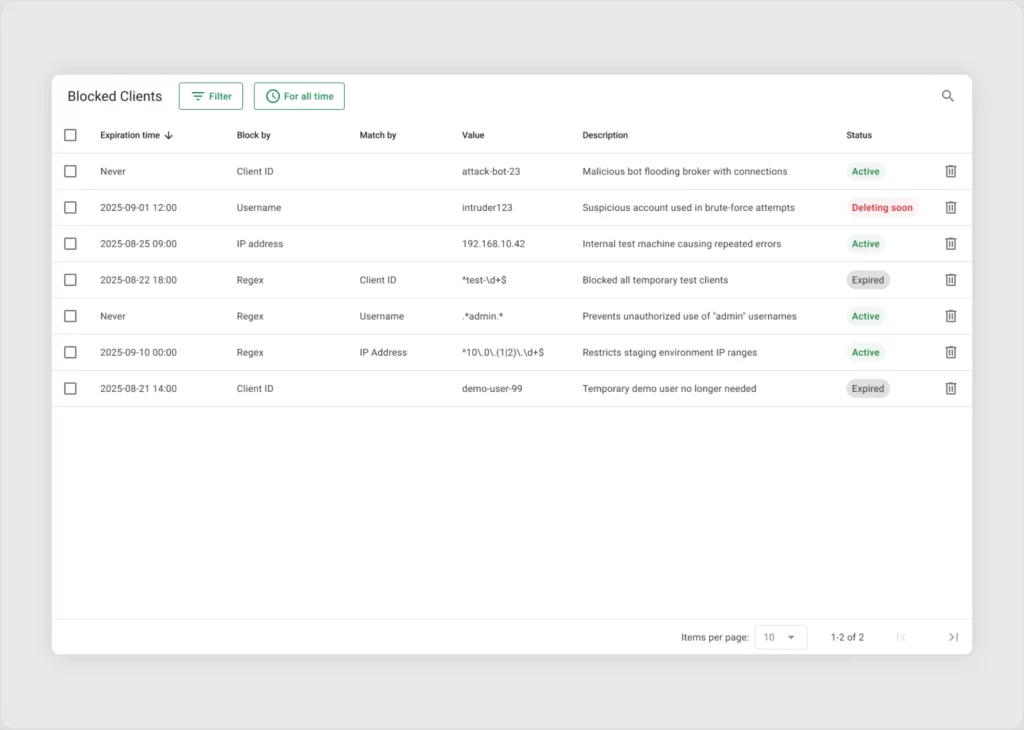 Blocked Clients Filter For all time
Expiration time Block by Match by Value Description Status
Never Client ID attack-bot-23 Malicious bot flooding broker with connections Active
2025-09-01 12:00 Username intruder123 Suspicious account used in brute-force attempts Deleting soon
2025-08-25 09:00 IP address 192.168.10.42 Internal test machine causing repeated errors Active
2025-08-22 18:00 Regex Client ID ^test-\d+$ Blocked all temporary test clients Expired
Never Regex Username .*admin.* Prevents unauthorized use of "admin" usernames Active
2025-09-10 00:00 Regex IP Address ^10\.0\.(1|2)\.\d+$ Restricts staging environment IP ranges Active
2025-08-21 14:00 Client ID demo-user-99 Temporary demo user no longer needed Expired
Items per page: 10 1-2 of 2